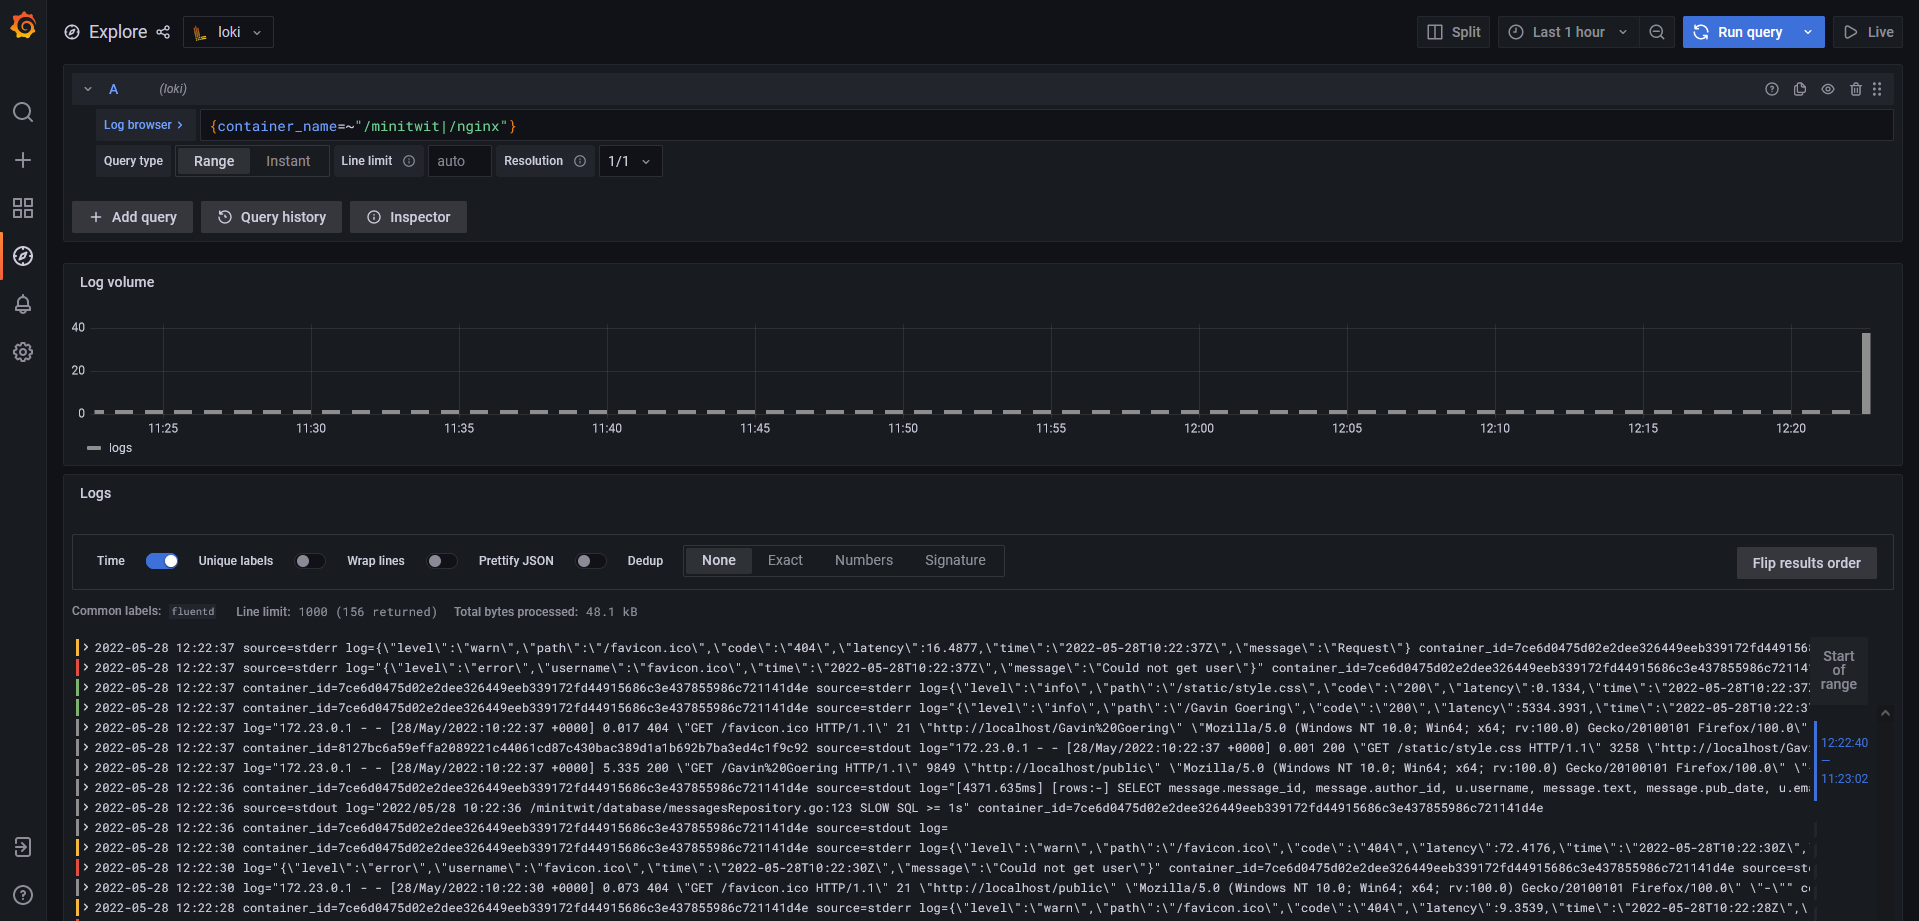 Explore loki Split Last 1 hour Run query Live
A (loki)
Log browser > {container_name=~"/minitwit|/nginx"}
Query type Range Instant Line limit auto Resolution 1/1
+ Add query Query history Inspector
Log volume
40
20
0
11:25 11:30 11:35 11:40 11:45 11:50 11:55 12:00 12:05 12:10 12:15 12:20
logs
Logs
Time Unique labels Wrap lines Prettify JSON Dedup None Exact Numbers Signature Flip results order
Common labels: fluentd Line limit: 1000 (156 returned) Total bytes processed: 48.1 kB
> 2022-05-28 12:22:37 source=stderr log={\"level\":\"warn\",\"path\":\"/favicon.ico\",\"code\":\"404\",\"latency\":16.4877,\"time\":\"2022-05-28T10:22:37Z\",\"message\":\"Request\"} container_id=7ce6d0475d02e2dee326449eeb339172fd449156
> 2022-05-28 12:22:37 source=stderr log="{\"level\":\"error\",\"username\":\"favicon.ico\",\"time\":\"2022-05-28T10:22:37Z\",\"message\":\"Could not get user\"}" container_id=7ce6d0475d02e2dee326449eeb339172fd44915686c3e437855986c721141
> 2022-05-28 12:22:37 container_id=7ce6d0475d02e2dee326449eeb339172fd44915686c3e437855986c721141d4e source=stderr log={\"level\":\"info\",\"path\":\"/static/style.css\",\"code\":\"200\",\"latency\":0.1334,\"time\":\"2022-05-28T10:22:37
> 2022-05-28 12:22:37 container_id=7ce6d0475d02e2dee326449eeb339172fd44915686c3e437855986c721141d4e source=stderr log="{\"level\":\"info\",\"path\":\"/Gavin Goering\",\"code\":\"200\",\"latency\":5334.3931,\"time\":\"2022-05-28T10:22:3
> 2022-05-28 12:22:37 log="172.23.0.1 - - [28/May/2022:10:22:37 +0000] 0.017 404 \"GET /favicon.ico HTTP/1.1\" 21 \"http://localhost/Gavin%20Goering\" \"Mozilla/5.0 (Windows NT 10.0; Win64; x64; rv:100.0) Gecko/20100101 Firefox/100.0\"
> 2022-05-28 12:22:37 container_id=8127bc6a59effa2089221c44061cd87c430bac389d1a1b692b7ba3ed4c1f9c92 source=stdout log="172.23.0.1 - - [28/May/2022:10:22:37 +0000] 0.001 200 \"GET /static/style.css HTTP/1.1\" 3258 \"http://localhost/Gav
> 2022-05-28 12:22:37 log="172.23.0.1 - - [28/May/2022:10:22:37 +0000] 5.335 200 \"GET /Gavin%20Goering HTTP/1.1\" 9849 \"http://localhost/public\" \"Mozilla/5.0 (Windows NT 10.0; Win64; x64; rv:100.0) Gecko/20100101 Firefox/100.0\" \"
> 2022-05-28 12:22:36 container_id=7ce6d0475d02e2dee326449eeb339172fd44915686c3e437855986c721141d4e source=stdout log="[4371.635ms] [rows:-] SELECT message.message_id, message.author_id, u.username, message.text, message.pub_date, u.em
> 2022-05-28 12:22:36 source=stdout log="2022/05/28 10:22:36 /minitwit/database/messagesRepository.go:123 SLOW SQL >= 1s" container_id=7ce6d0475d02e2dee326449eeb339172fd44915686c3e437855986c721141d4e
> 2022-05-28 12:22:36 container_id=7ce6d0475d02e2dee326449eeb339172fd44915686c3e437855986c721141d4e source=stdout log=
> 2022-05-28 12:22:30 container_id=7ce6d0475d02e2dee326449eeb339172fd44915686c3e437855986c721141d4e source=stderr log={\"level\":\"warn\",\"path\":\"/favicon.ico\",\"code\":\"404\",\"latency\":72.4176,\"time\":\"2022-05-28T10:22:30Z\",
> 2022-05-28 12:22:30 log="{\"level\":\"error\",\"username\":\"favicon.ico\",\"time\":\"2022-05-28T10:22:30Z\",\"message\":\"Could not get user\"}" container_id=7ce6d0475d02e2dee326449eeb339172fd44915686c3e437855986c721141d4e source=st
> 2022-05-28 12:22:30 log="172.23.0.1 - - [28/May/2022:10:22:30 +0000] 0.073 404 \"GET /favicon.ico HTTP/1.1\" 21 \"http://localhost/public\" \"Mozilla/5.0 (Windows NT 10.0; Win64; x64; rv:100.0) Gecko/20100101 Firefox/100.0\" \"-\"" c
> 2022-05-28 12:22:28 container_id=7ce6d0475d02e2dee326449eeb339172fd44915686c3e437855986c721141d4e source=stderr log={\"level\":\"warn\",\"path\":\"/favicon.ico\",\"code\":\"404\",\"latency\":9.3539,\"time\":\"2022-05-28T10:22:28Z\",\
Start
of
range
12:22:40
—
11:23:02